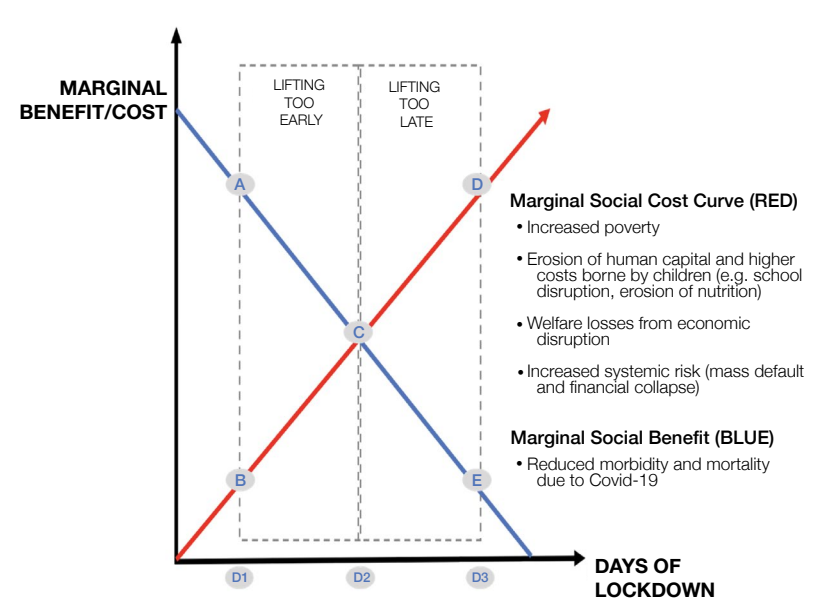 MARGINAL
BENEFIT/COST
LIFTING
TOO
EARLY
LIFTING
TOO
LATE
A
D
C
B
E
Marginal Social Cost Curve (RED)
• Increased poverty
• Erosion of human capital and higher
costs borne by children (e.g. school
disruption, erosion of nutrition)
• Welfare losses from economic
disruption
• Increased systemic risk (mass default
and financial collapse)
Marginal Social Benefit (BLUE)
• Reduced morbidity and mortality
due to Covid-19
D1
D2
D3
DAYS OF
LOCKDOWN